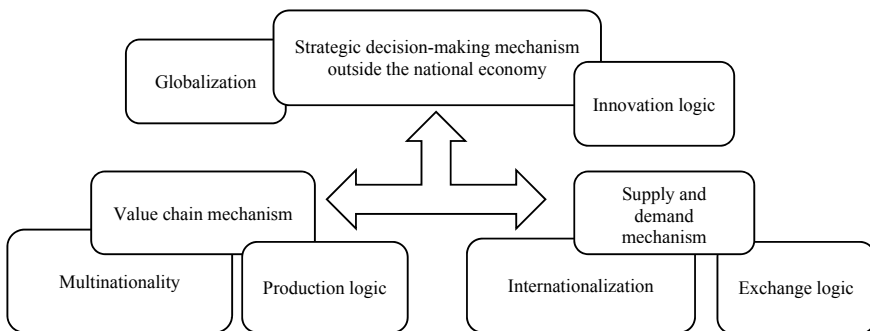 Strategic decision-making mechanism
outside the national economy
Globalization
Innovation logic
Value chain mechanism
Supply and
demand
mechanism
Multinationality
Production logic
Internationalization
Exchange logic